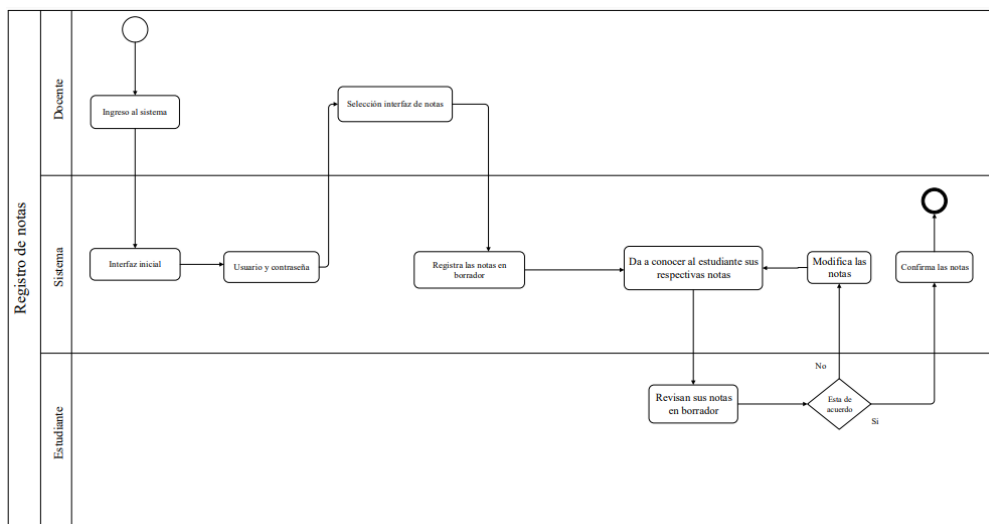 Registro de notas
Docente
Ingreso al sistema
Selección interfaz de notas
Sistema
Interfaz inicial
Usuario y contraseña
Registra las notas en
borrador
Da a conocer al estudiante sus
respectivas notas
Modifica las
notas
Confirma las notas
Estudiante
Revisan sus notas
en borrador
No
Esta de
acuerdo
Si